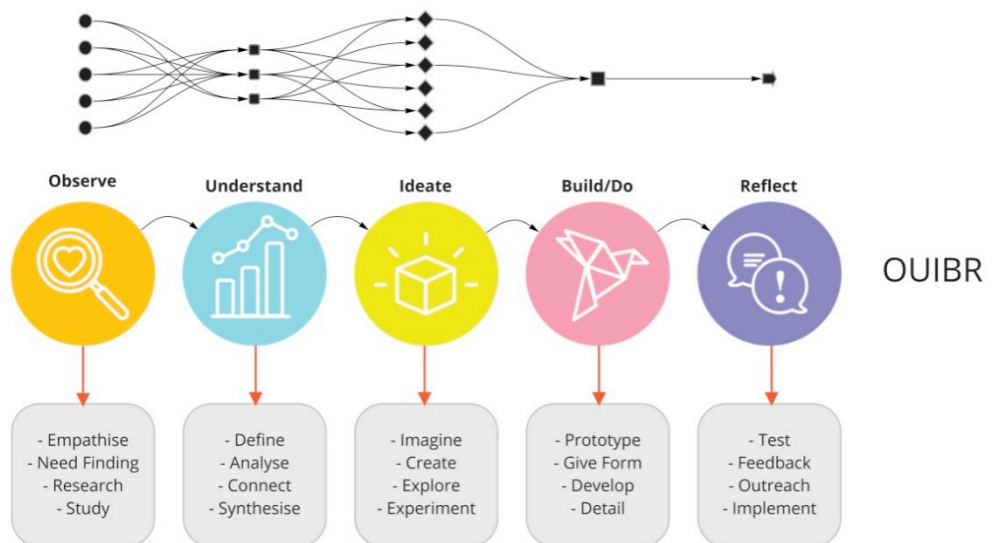 Observe
Understand
Ideate
Build/Do
Reflect
OUIBR
- Empathise
- Need Finding
- Research
- Study
- Define
- Analyse
- Connect
- Synthesise
- Imagine
- Create
- Explore
- Experiment
- Prototype
- Give Form
- Develop
- Detail
- Test
- Feedback
- Outreach
- Implement